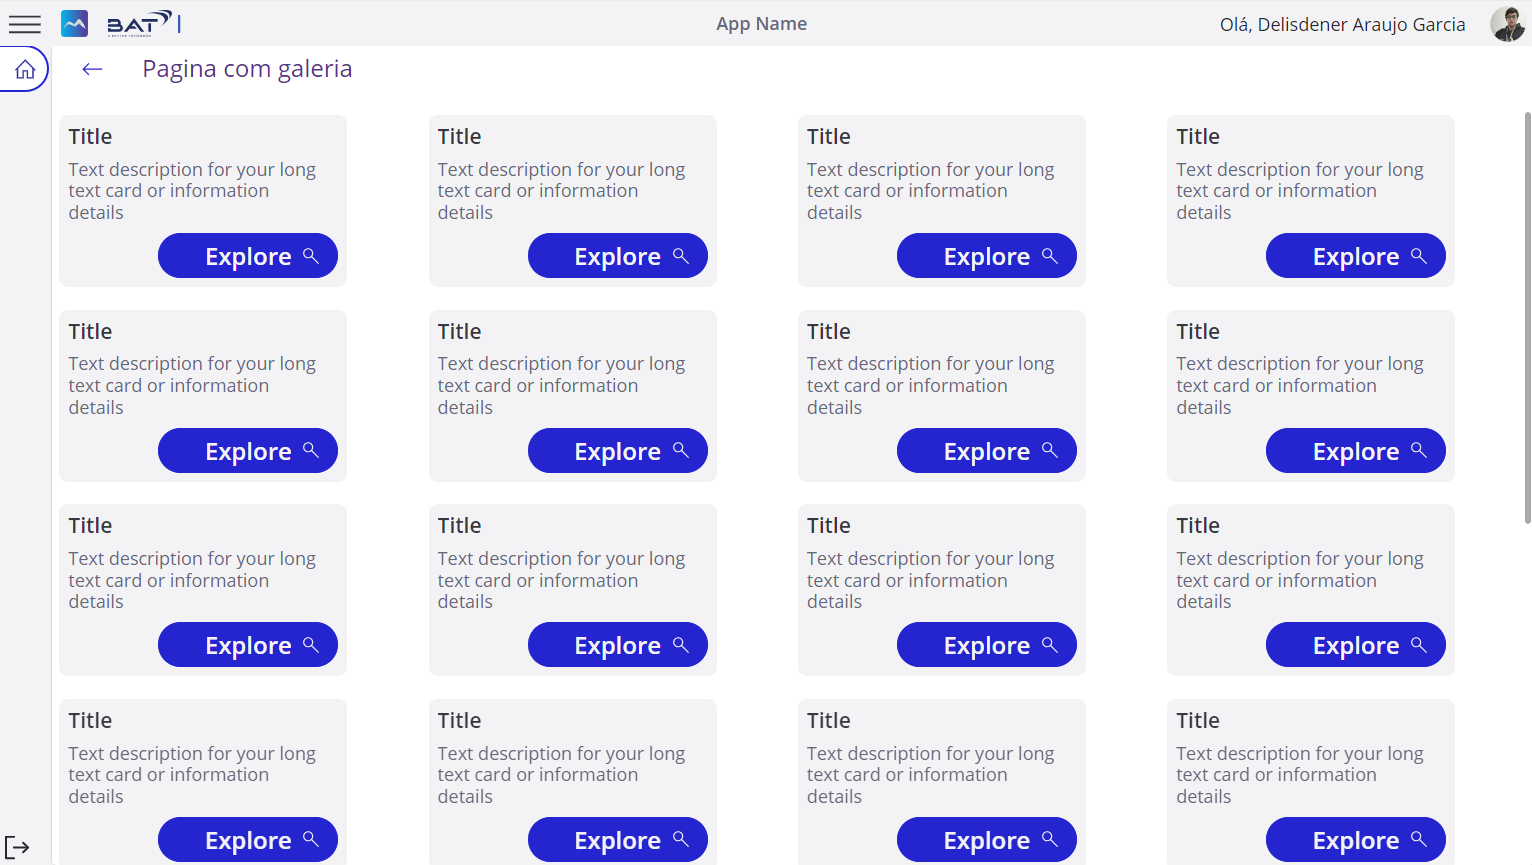 BAT
App Name
Olá, Delisdener Araujo Garcia
Pagina com galeria
Title
Text description for your long
text card or information
details
Explore
Title
Text description for your long
text card or information
details
Explore
Title
Text description for your long
text card or information
details
Explore
Title
Text description for your long
text card or information
details
Explore
Title
Text description for your long
text card or information
details
Explore
Title
Text description for your long
text card or information
details
Explore
Title
Text description for your long
text card or information
details
Explore
Title
Text description for your long
text card or information
details
Explore
Title
Text description for your long
text card or information
details
Explore
Title
Text description for your long
text card or information
details
Explore
Title
Text description for your long
text card or information
details
Explore
Title
Text description for your long
text card or information
details
Explore
Title
Text description for your long
text card or information
details
Explore
Title
Text description for your long
text card or information
details
Explore
Title
Text description for your long
text card or information
details
Explore
Title
Text description for your long
text card or information
details
Explore